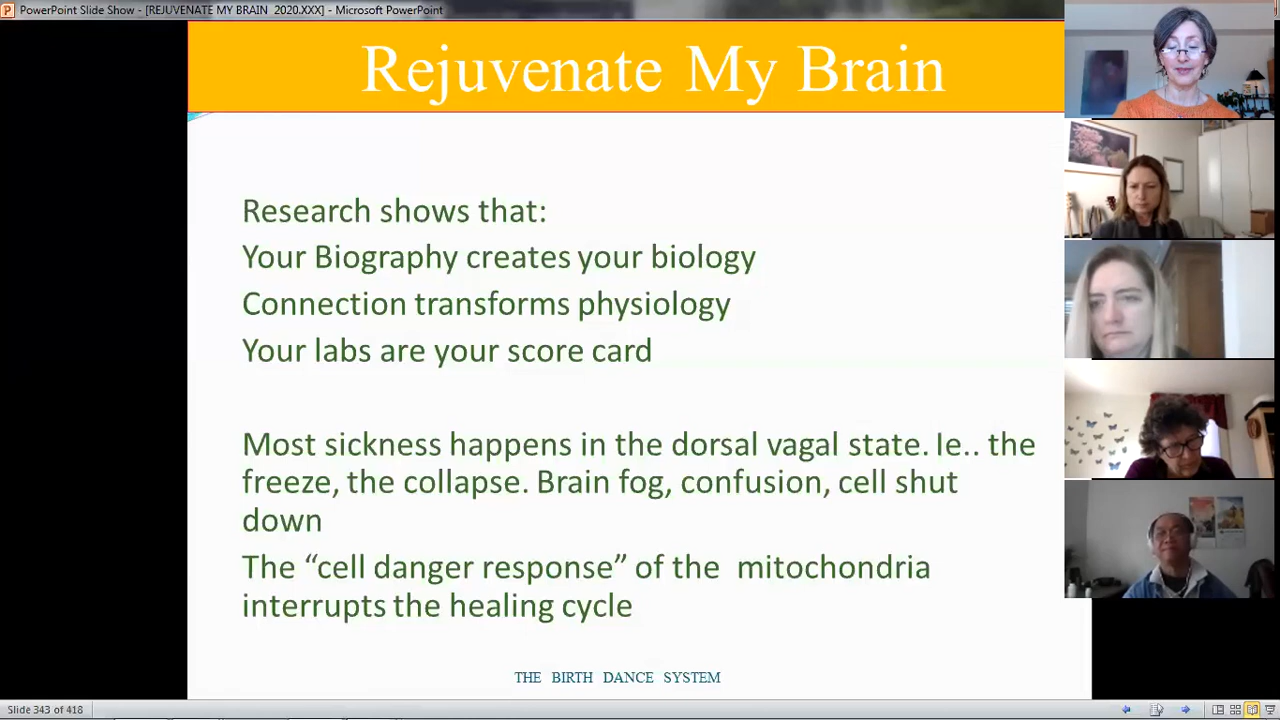 PowerPoint Slide Show - [REJUVENATE MY BRAIN 2020.XXX] - Microsoft PowerPoint
Rejuvenate My Brain
Research shows that:
Your Biography creates your biology
Connection transforms physiology
Your labs are your score card
Most sickness happens in the dorsal vagal state. Ie.. the
freeze, the collapse. Brain fog, confusion, cell shut
down
The “cell danger response” of the mitochondria
interrupts the healing cycle
THE BIRTH DANCE SYSTEM
Slide 343 of 418